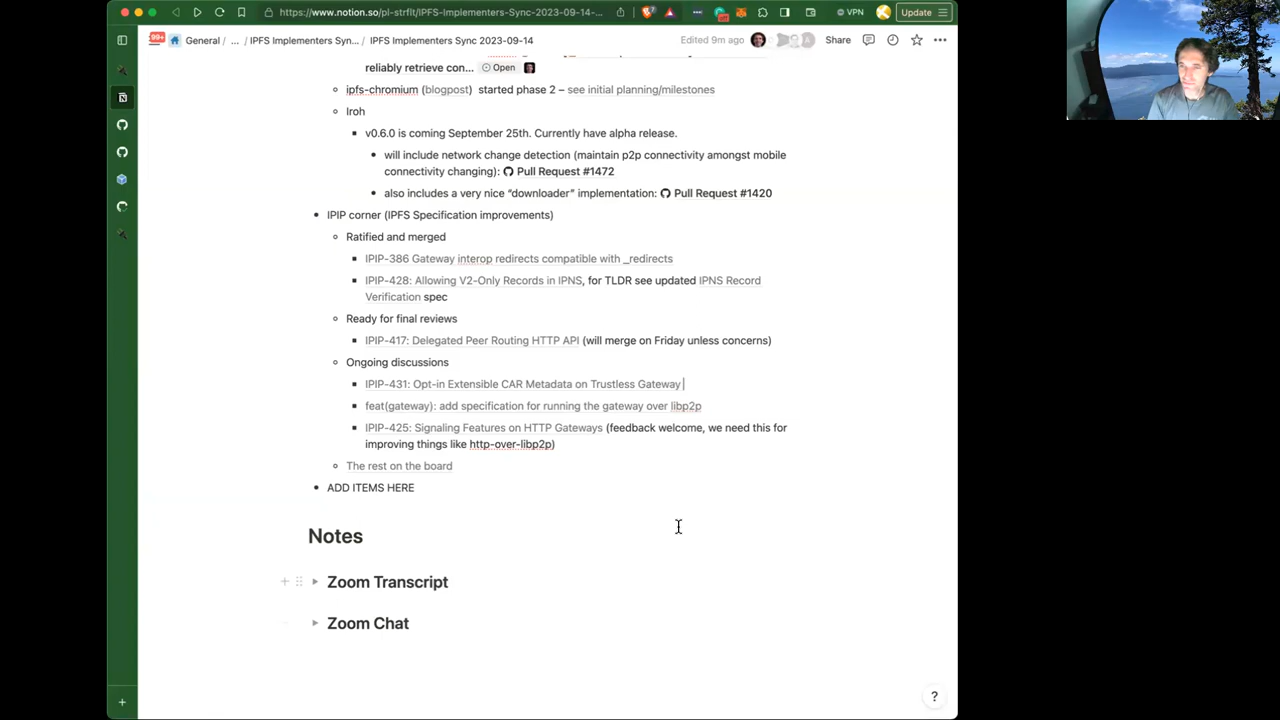 https://www.notion.so/pl-strflt/IPFS-Implementers-Sync-2023-09-14-...
VPN
Update
99+
General / ... / IPFS Implementers Syn... / IPFS Implementers Sync 2023-09-14
Edited 9m ago
Share
reliably retrieve con... Open
ipfs-chromium (blogpost) started phase 2 – see initial planning/milestones
Iroh
v0.6.0 is coming September 25th. Currently have alpha release.
will include network change detection (maintain p2p connectivity amongst mobile
connectivity changing): Pull Request #1472
also includes a very nice “downloader” implementation: Pull Request #1420
IPIP corner (IPFS Specification improvements)
Ratified and merged
IPIP-386 Gateway interop redirects compatible with _redirects
IPIP-428: Allowing V2-Only Records in IPNS, for TLDR see updated IPNS Record
Verification spec
Ready for final reviews
IPIP-417: Delegated Peer Routing HTTP API (will merge on Friday unless concerns)
Ongoing discussions
IPIP-431: Opt-in Extensible CAR Metadata on Trustless Gateway
feat(gateway): add specification for running the gateway over libp2p
IPIP-425: Signaling Features on HTTP Gateways (feedback welcome, we need this for
improving things like http-over-libp2p)
The rest on the board
ADD ITEMS HERE
Notes
Zoom Transcript
Zoom Chat